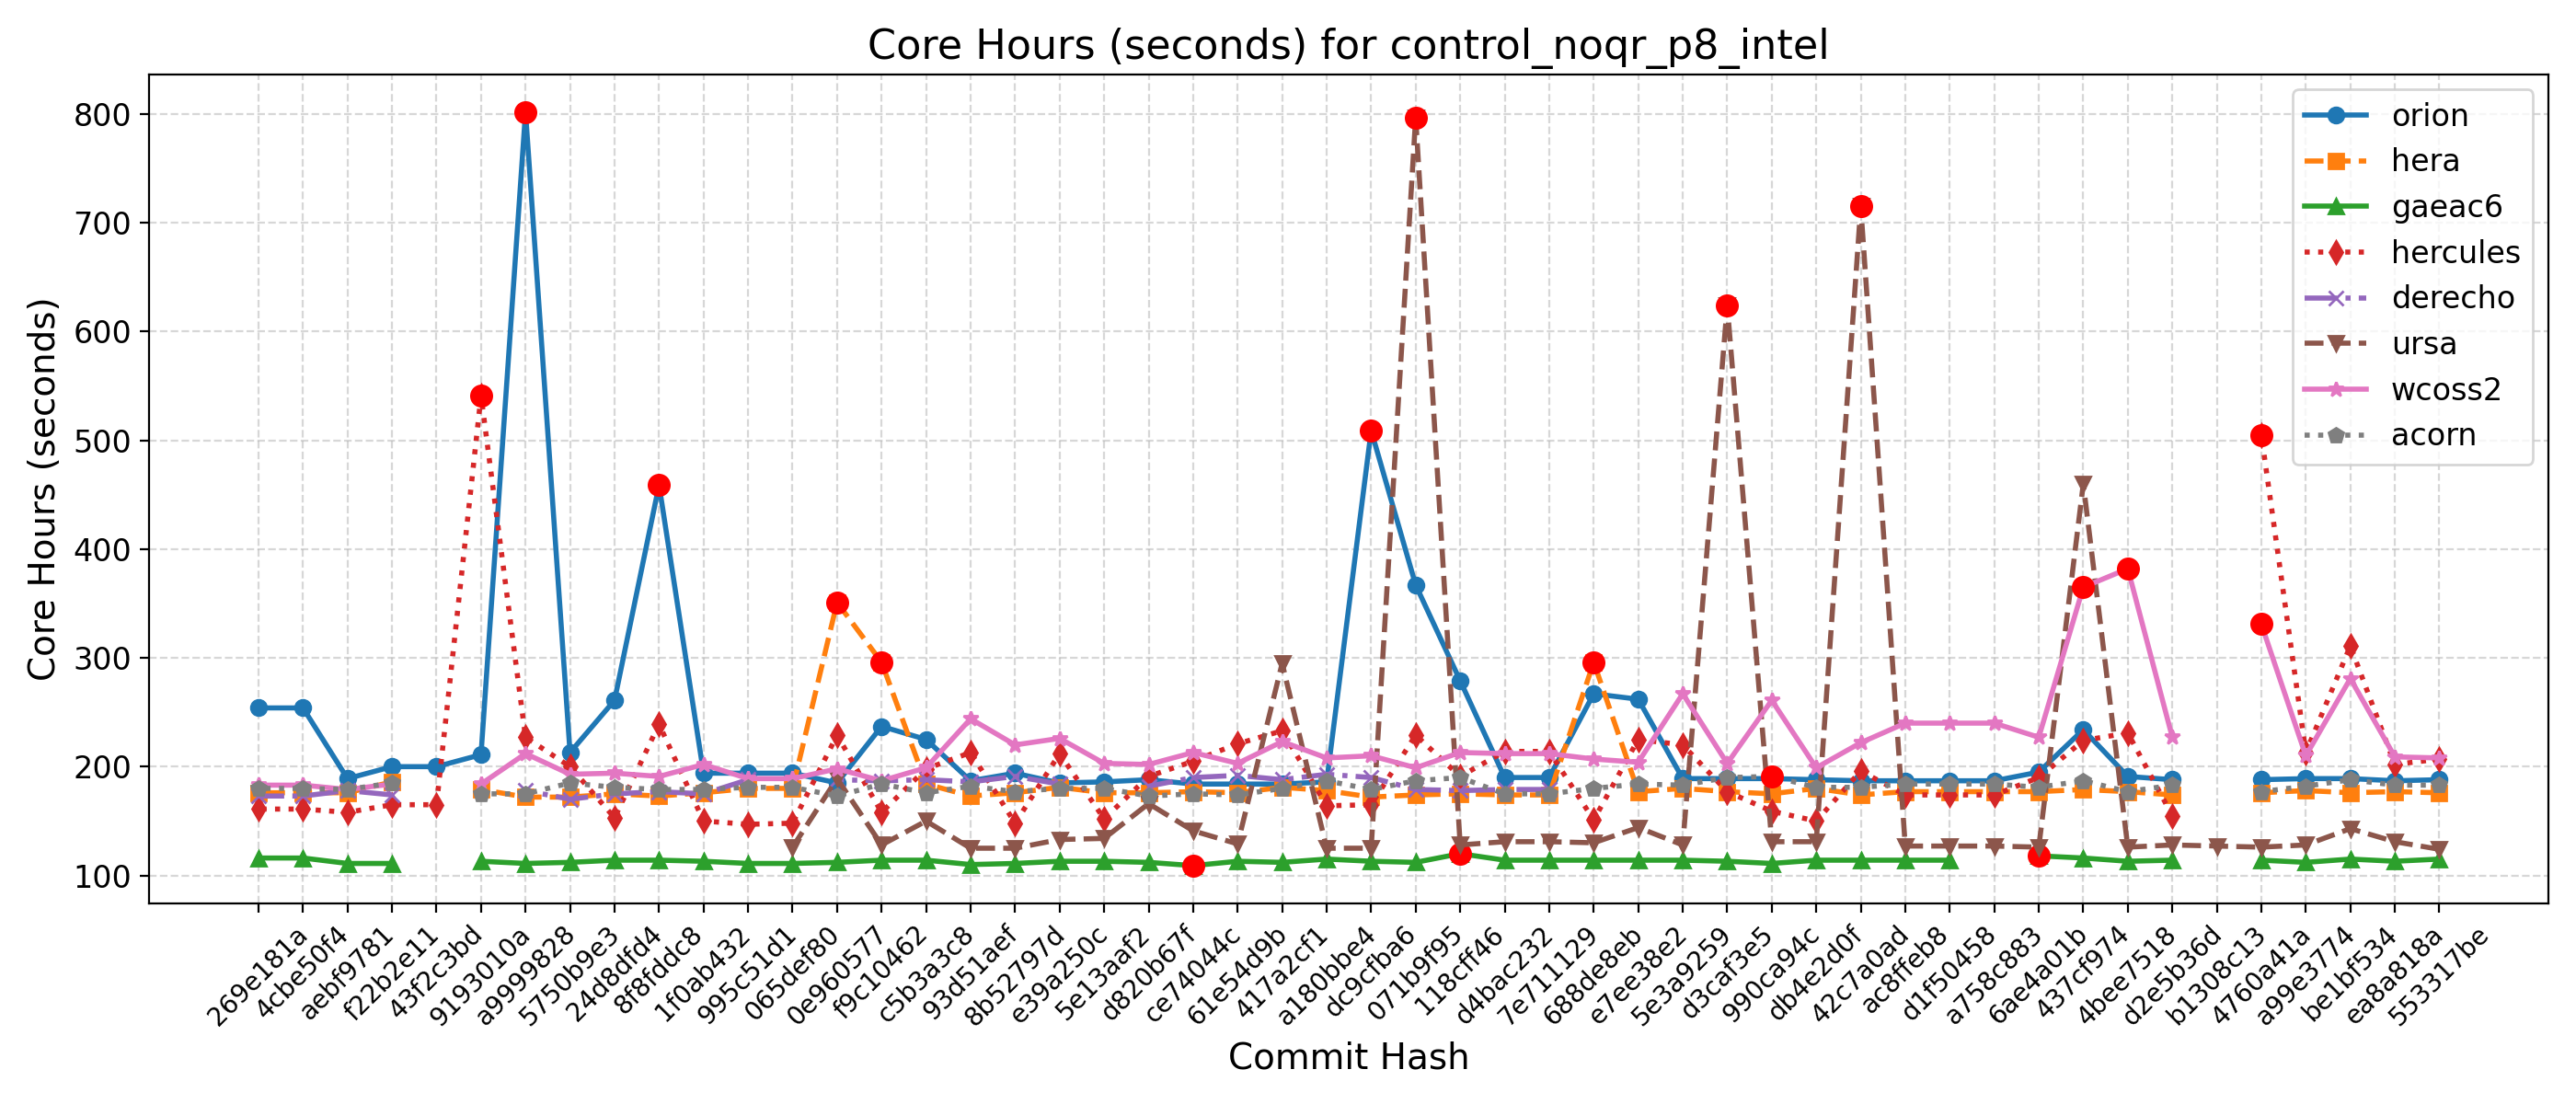 Core Hours (seconds) for control_noqr_p8_intel
Core Hours (seconds)
800
700
600
500
400
300
200
100
orion
hera
gaeac6
hercules
derecho
ursa
wcoss2
acorn
269e181a
4cbe50f4
aebf9781
f22b2e11
43f2c3bd
9193010a
a9999828
5750b9e3
24d8dfd4
8f8fddc8
1f0ab432
995c51d1
065def80
0e960577
f9c10462
c5b3a3c8
93d51aef
8b52797d
e39a250c
5e13aaf2
d820b67f
ce74044c
61e54d9b
417a2cf1
a180bbe4
dc9cfba6
071b9f95
118cff46
d4bac232
7e711129
688de8eb
e7ee38e2
5e3a9259
d3caf3e5
990ca94c
db4e2d0f
42c7a0ad
ac8ffeb8
d1f50458
a758c883
6ae4a01b
437cf974
4bee7518
d2e5b36d
b1308c13
4760a41a
a99e3774
be1bf534
ea8a818a
553317be
Commit Hash